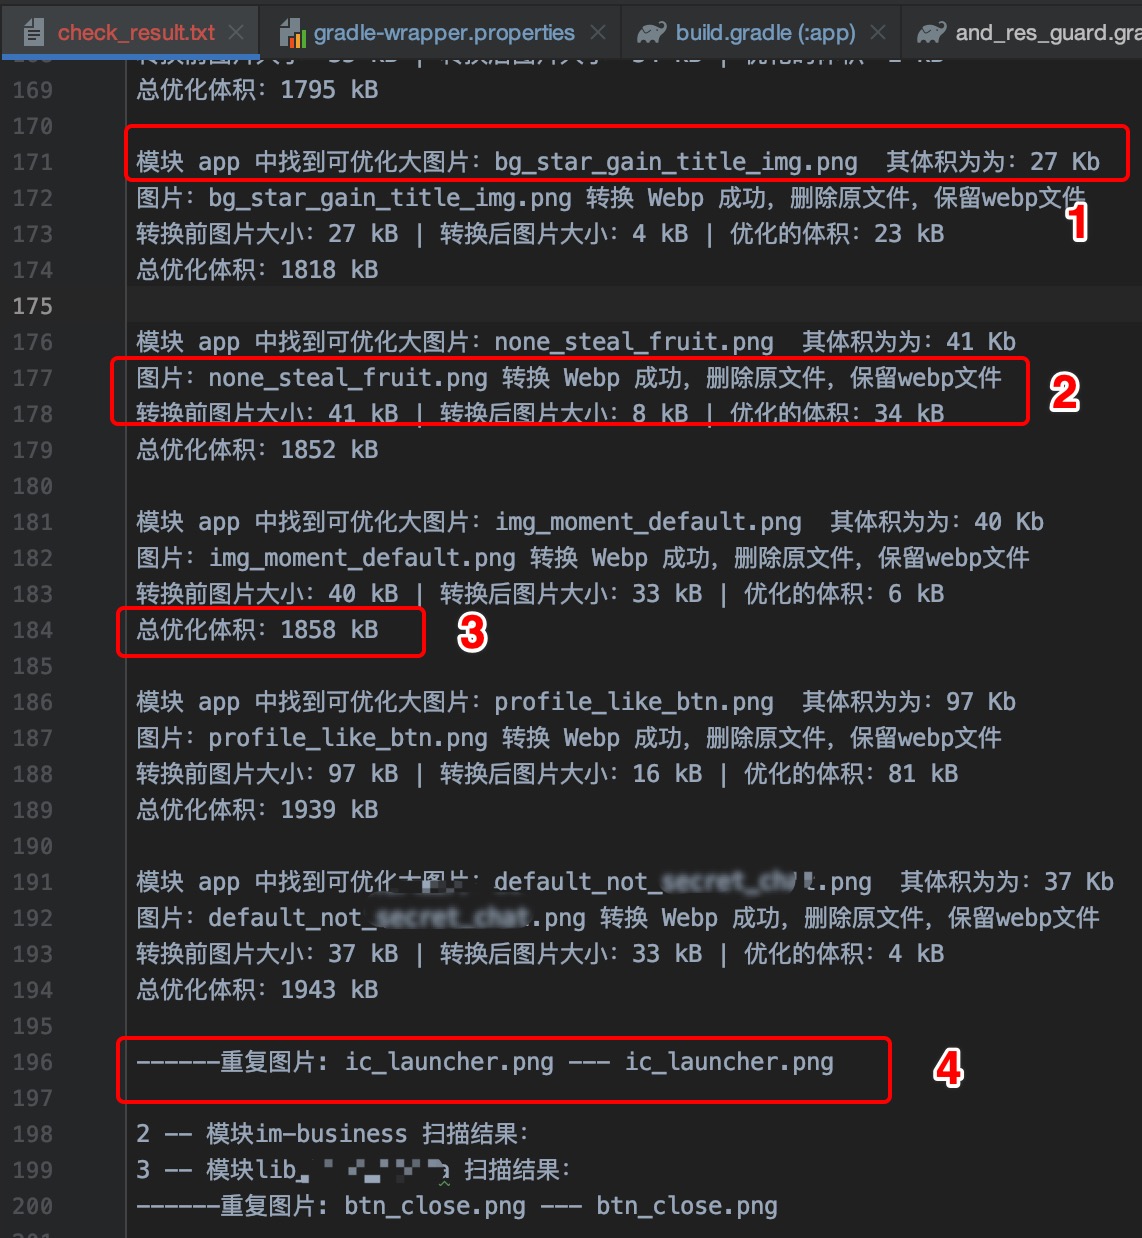 check_result.txt gradle-wrapper.properties build.gradle (:app) and_res_guard.gra
169 总优化体积：1795 kB
170
171 模块 app 中找到可优化大图片：bg_star_gain_title_img.png 其体积为为：27 Kb
172 图片：bg_star_gain_title_img.png 转换 Webp 成功，删除原文件，保留webp文件
1
173 转换前图片大小：27 kB | 转换后图片大小：4 kB | 优化的体积：23 kB
174 总优化体积：1818 kB
175
176 模块 app 中找到可优化大图片：none_steal_fruit.png 其体积为为：41 Kb
177 图片：none_steal_fruit.png 转换 Webp 成功，删除原文件，保留webp文件
2
178 转换前图片大小：41 kB | 转换后图片大小：8 kB | 优化的体积：34 kB
179 总优化体积：1852 kB
180
181 模块 app 中找到可优化大图片：img_moment_default.png 其体积为为：40 Kb
182 图片：img_moment_default.png 转换 Webp 成功，删除原文件，保留webp文件
183 转换前图片大小：40 kB | 转换后图片大小：33 kB | 优化的体积：6 kB
184 总优化体积：1858 kB
3
185
186 模块 app 中找到可优化大图片：profile_like_btn.png 其体积为为：97 Kb
187 图片：profile_like_btn.png 转换 Webp 成功，删除原文件，保留webp文件
188 转换前图片大小：97 kB | 转换后图片大小：16 kB | 优化的体积：81 kB
189 总优化体积：1939 kB
190
191 模块 app 中找到可优化大图片：default_not_ .png 其体积为为：37 Kb
192 图片：default_not_ .png 转换 Webp 成功，删除原文件，保留webp文件
193 转换前图片大小：37 kB | 转换后图片大小：33 kB | 优化的体积：4 kB
194 总优化体积：1943 kB
195
196 ------重复图片: ic_launcher.png --- ic_launcher.png
4
197
198 2 -- 模块im-business 扫描结果：
199 3 -- 模块lib_ 扫描结果：
200 ------重复图片: btn_close.png --- btn_close.png